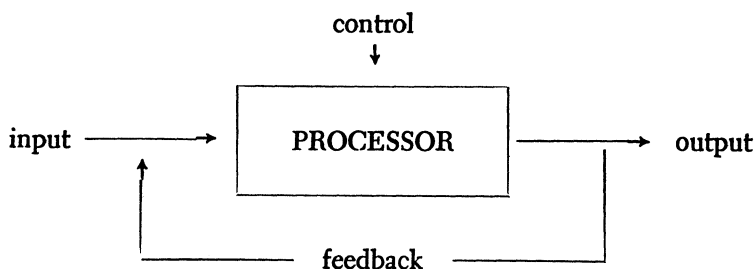 control
input
PROCESSOR
output
feedback